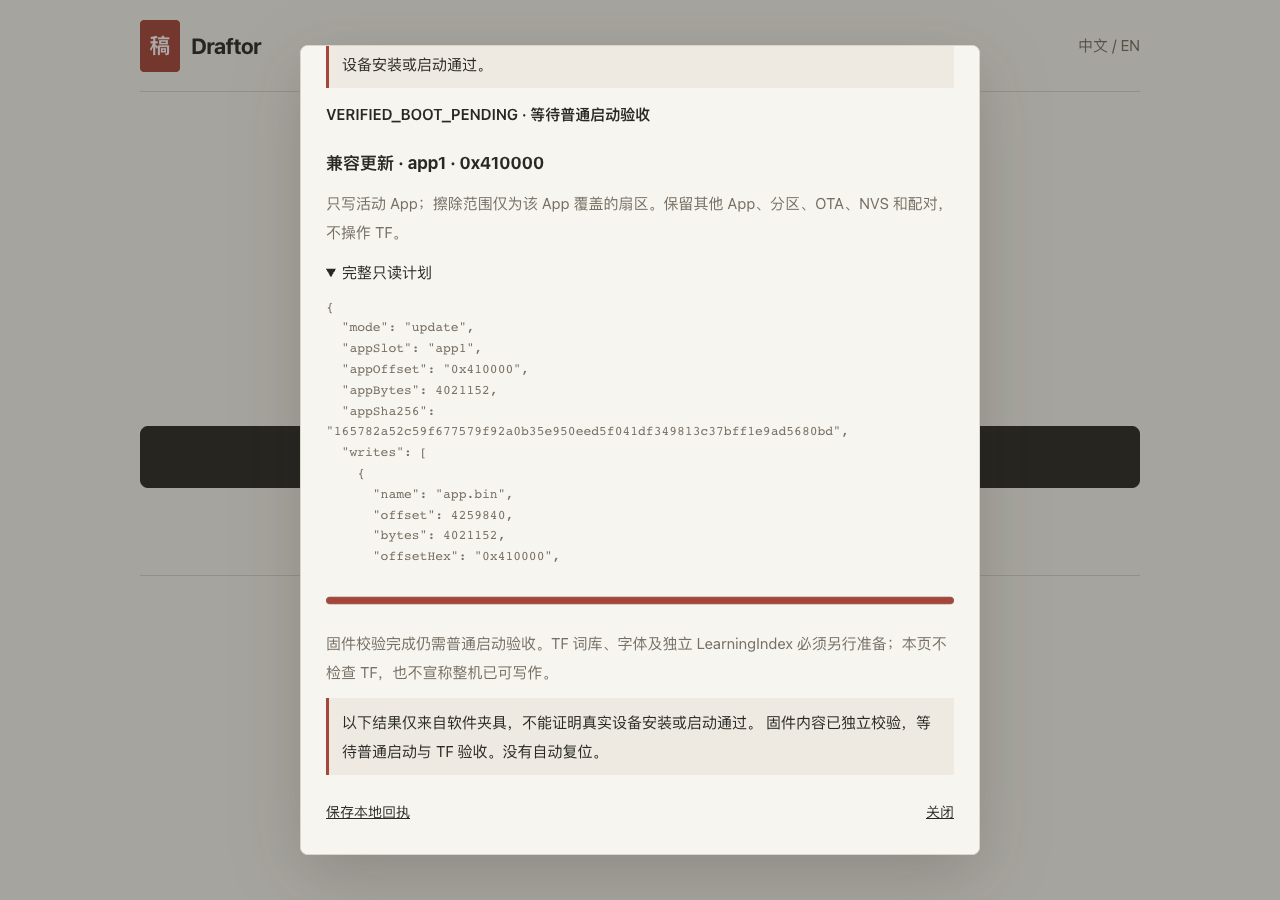 稿 Draftor
中文 / EN
设备安装或启动通过。
VERIFIED_BOOT_PENDING · 等待普通启动验收
兼容更新 · app1 · 0x410000
只写活动 App；擦除范围仅为该 App 覆盖的扇区。保留其他 App、分区、OTA、NVS 和配对，
不操作 TF。
▼ 完整只读计划
{
  "mode": "update",
  "appSlot": "app1",
  "appOffset": "0x410000",
  "appBytes": 4021152,
  "appSha256":
"165782a52c59f677579f92a0b35e950eed5f041df349813c37bff1e9ad5680bd",
  "writes": [
    {
      "name": "app.bin",
      "offset": 4259840,
      "bytes": 4021152,
      "offsetHex": "0x410000",
固件校验完成仍需普通启动验收。TF 词库、字体及独立 LearningIndex 必须另行准备；本页不
检查 TF，也不宣称整机已可写作。
以下结果仅来自软件夹具，不能证明真实设备安装或启动通过。 固件内容已独立校验，等
待普通启动与 TF 验收。没有自动复位。
保存本地回执
关闭